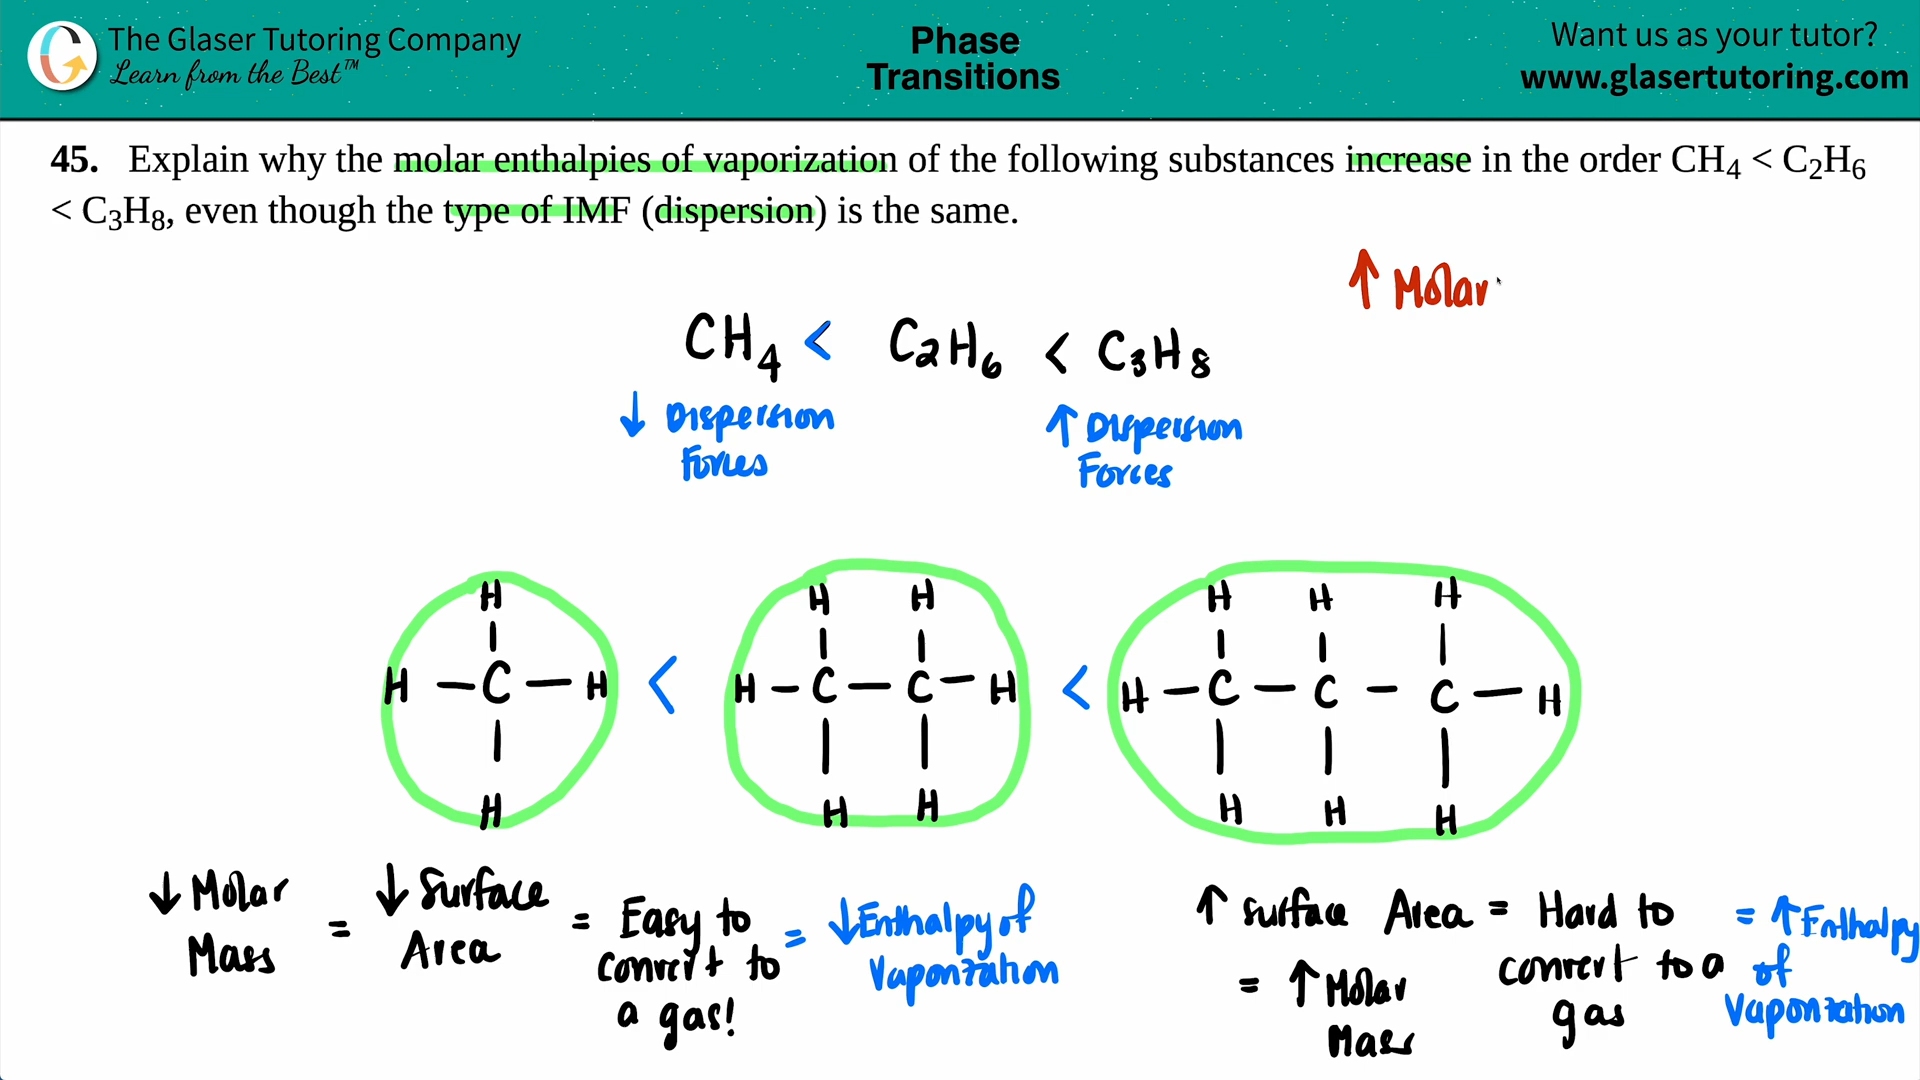 The Glaser Tutoring Company
Learn from the Best™
Phase
Transitions
Want us as your tutor?
www.glasertutoring.com
45. Explain why the molar enthalpies of vaporization of the following substances increase in the order CH₄ < C₂H₆
< C₃H₈, even though the type of IMF (dispersion) is the same.
↑ Molar
CH₄ < C₂H₆ < C₃H₈
↓ Dispersion
Forces
↑ Dispersion
Forces
H
H – C – H
H
<
H H
H – C – C – H
H H
<
H H H
H – C – C – C – H
H H H
↓ Molar
Mass
=
↓ Surface
Area
=
Easy to
convert to
a gas!
=
↓ Enthalpy of
Vaporization
↑ surface Area =
= ↑ Molar
Mass
Hard to
convert to a
gas
= ↑ Enthalpy
of
Vaporization